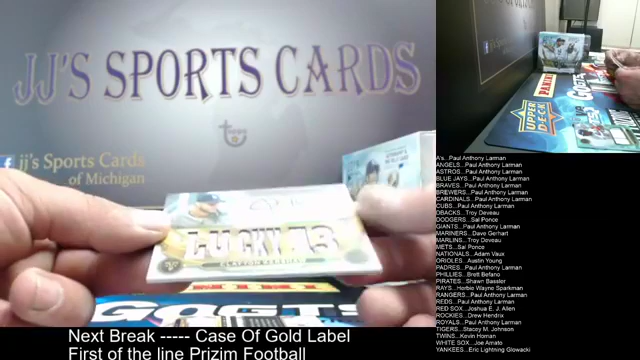 JJ'S SPORTS CARDS
jj's Sports Cards
of Michigan
LUCKY 13
PANINI
UPPER DECK
A's...Paul Anthony Larman
ANGELS...Paul Anthony Larman
ASTROS...Paul Anthony Larman
BLUE JAYS...Paul Anthony Larman
BRAVES...Paul Anthony Larman
BREWERS...Paul Anthony Larman
CARDINALS...Paul Anthony Larman
CUBS...Paul Anthony Larman
DBACKS...Troy Deveau
DODGERS...Sal Ponce
GIANTS...Paul Anthony Larman
MARINERS...Dave Gerhart
MARLINS...Troy Deveau
METS...Sal Ponce
NATIONALS...Adam Vaux
ORIOLES...Austin Young
PADRES...Paul Anthony Larman
PHILLIES...Brett Befano
PIRATES...Shawn Bassler
RAYS...Herbie Wayne Sparkman
RANGERS...Paul Anthony Larman
REDS...Paul Anthony Larman
RED SOX...Joshua E. J. Allen
ROCKIES...Drew Hendrix
ROYALS...Paul Anthony Larman
TIGERS...Stacey M. Johnson
TWINS...Kevin Homan
WHITE SOX...Joe Amato
YANKEES...Eric Lightning Glowacki
Next Break ----- Case Of Gold Label
First of the line Prizim Football